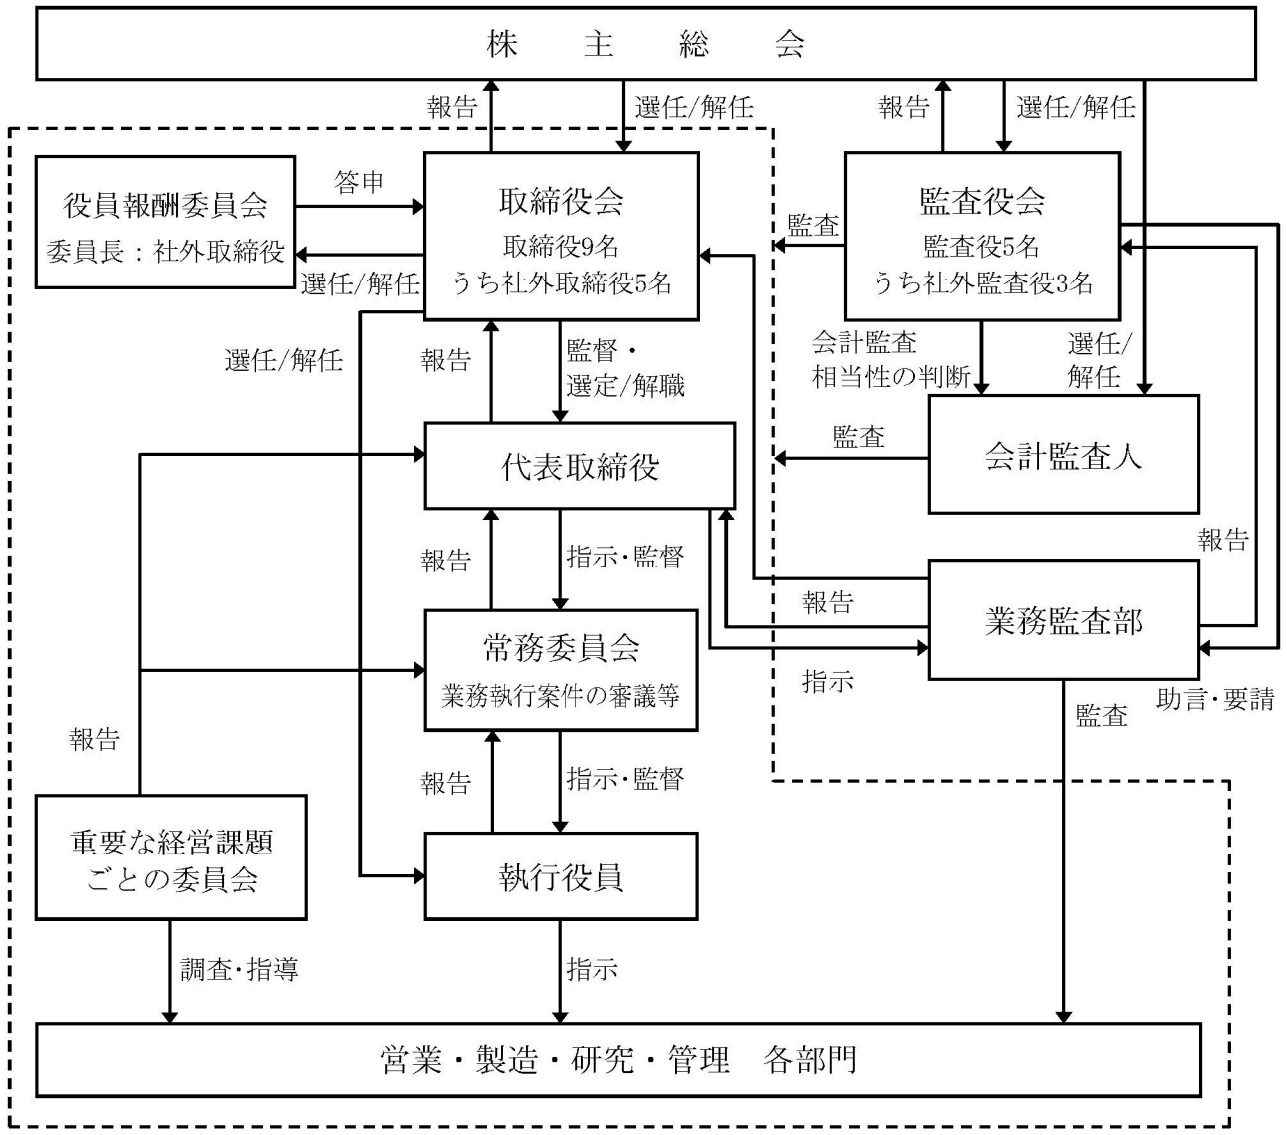 株主総会
報告
選任/解任
報告
選任/解任
役員報酬委員会
委員長：社外取締役
答申
選任/解任
取締役会
取締役9名
うち社外取締役5名
監査
監査役会
監査役5名
うち社外監査役3名
選任/解任
報告
監督・
選定/解職
会計監査
相当性の判断
選任/
解任
代表取締役
監査
会計監査人
報告
指示・監督
報告
報告
業務監査部
常務委員会
業務執行案件の審議等
指示
助言・要請
監査
報告
報告
指示・監督
重要な経営課題
ごとの委員会
執行役員
調査・指導
指示
営業・製造・研究・管理　各部門